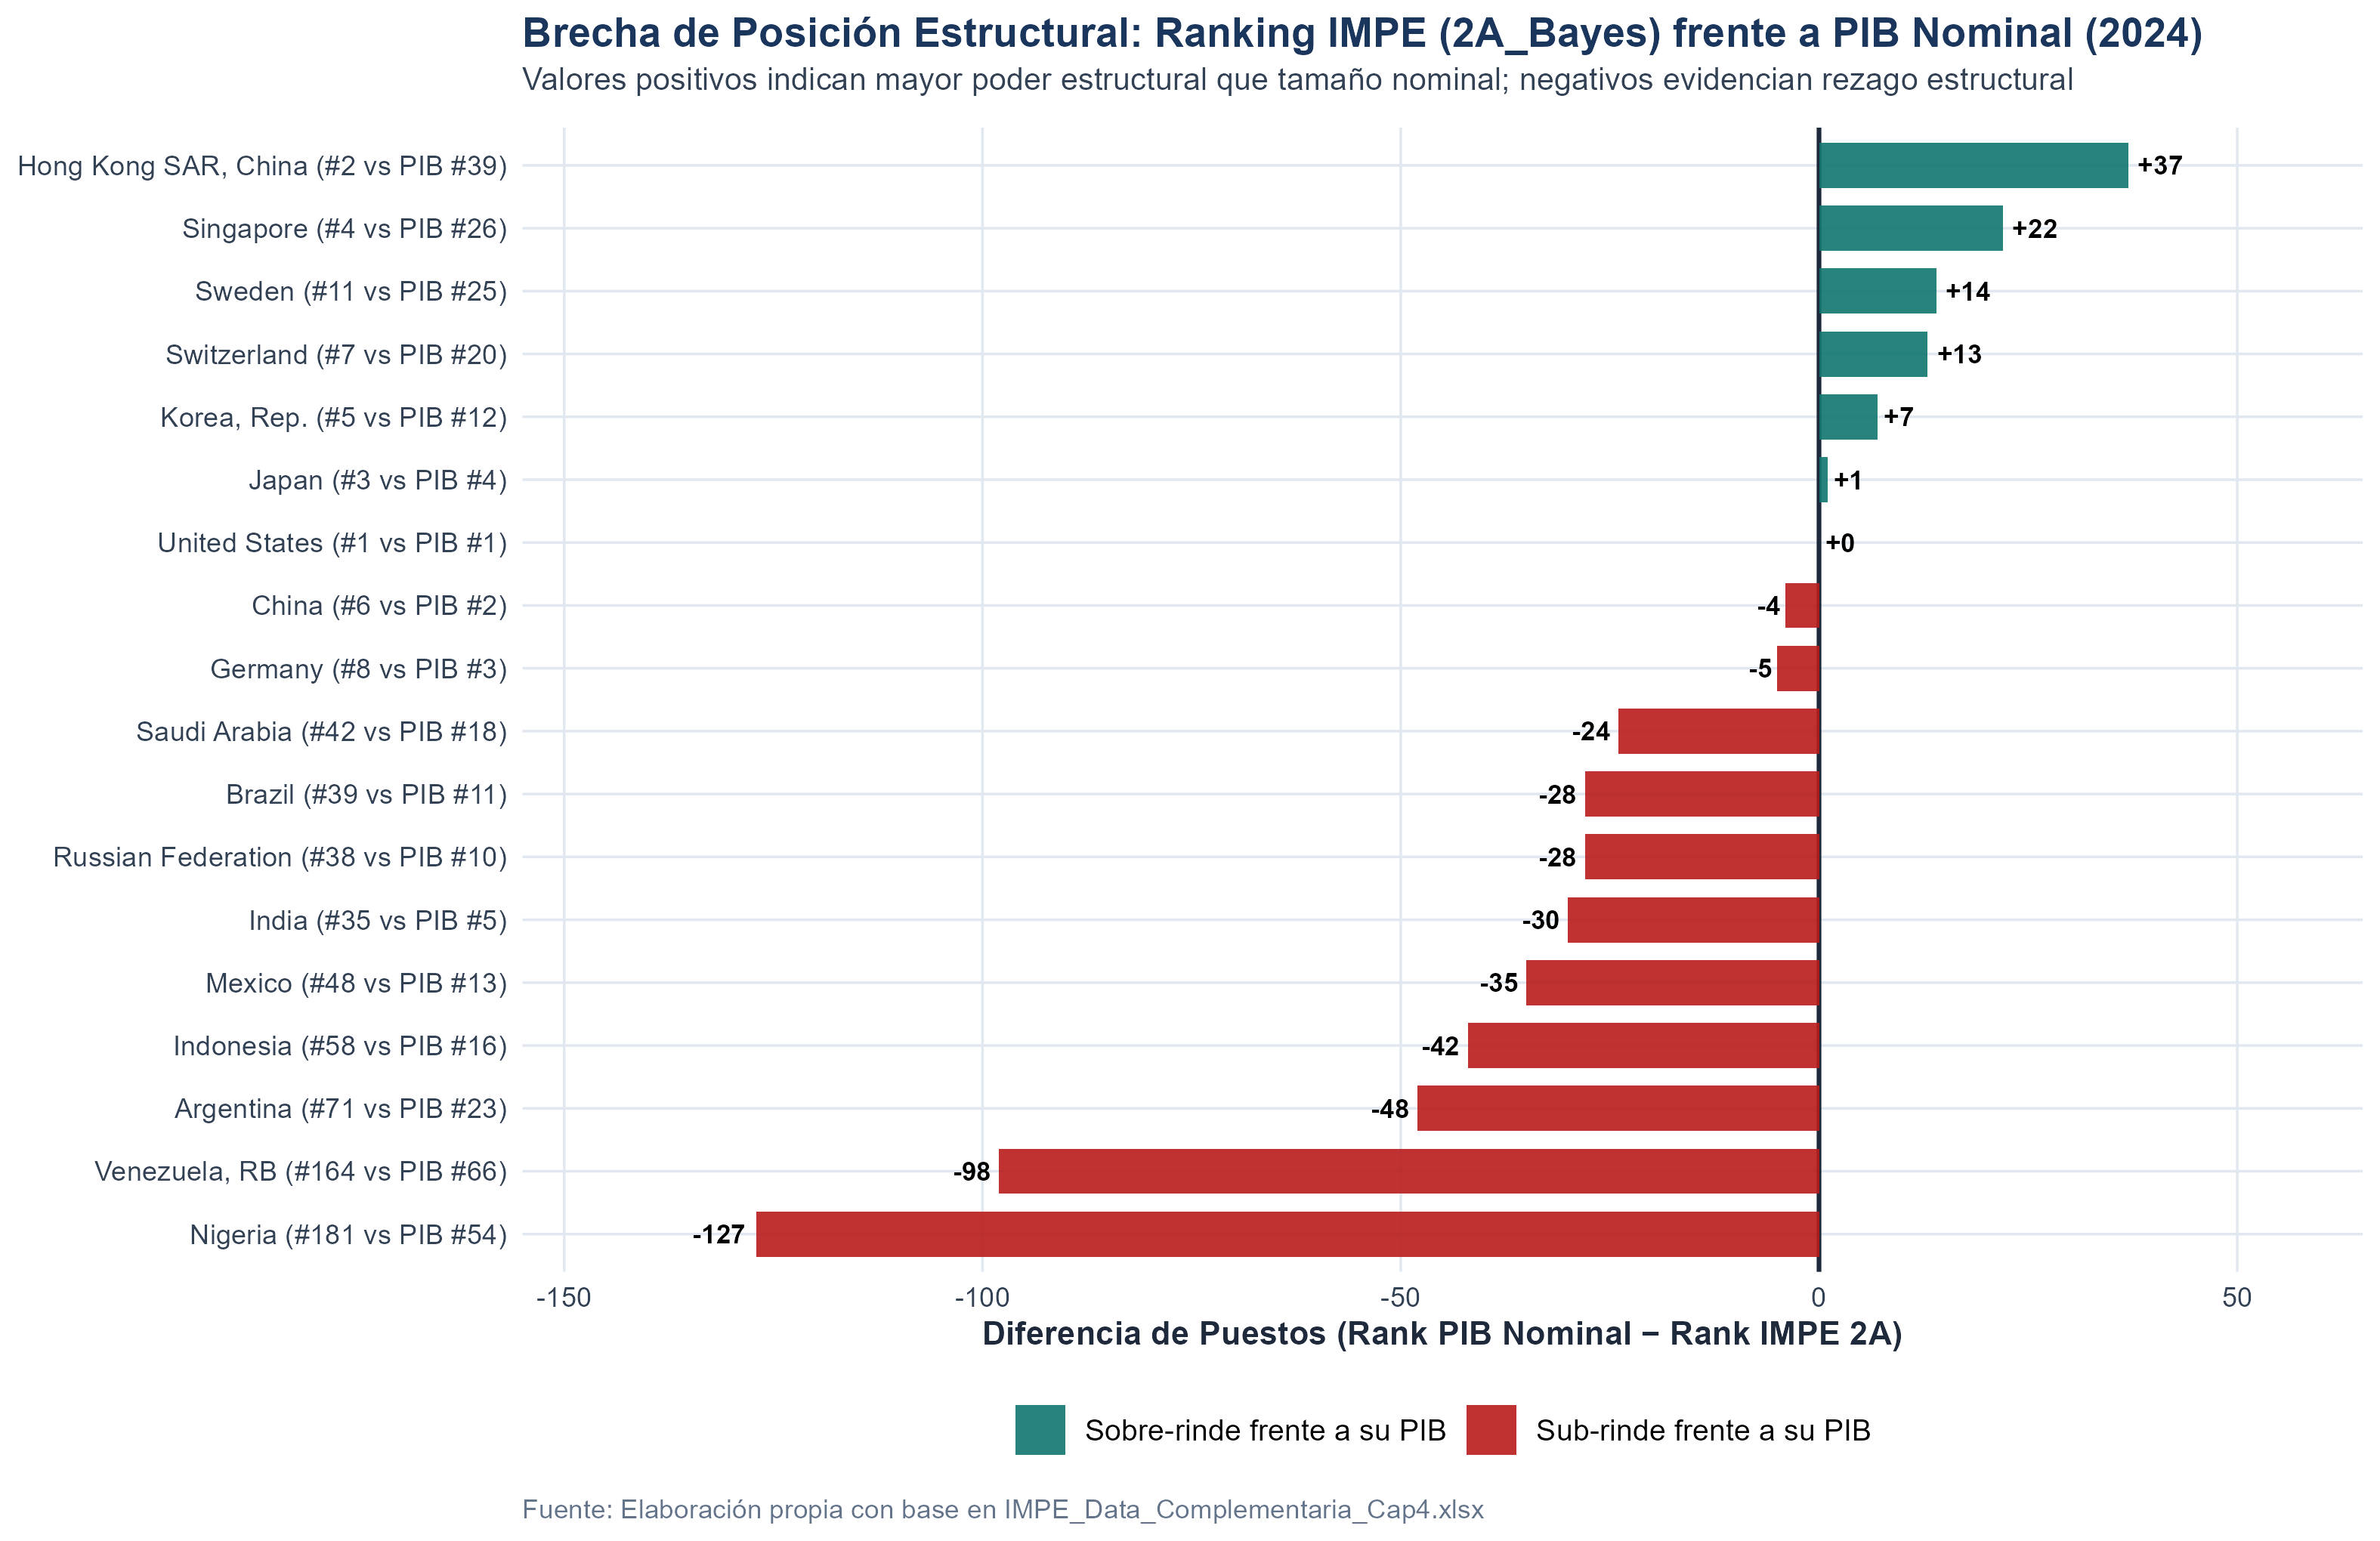 Brecha de Posición Estructural: Ranking IMPE (2A_Bayes) frente a PIB Nominal (2024)
Valores positivos indican mayor poder estructural que tamaño nominal; negativos evidencian rezago estructural
Hong Kong SAR, China (#2 vs PIB #39) +37
Singapore (#4 vs PIB #26) +22
Sweden (#11 vs PIB #25) +14
Switzerland (#7 vs PIB #20) +13
Korea, Rep. (#5 vs PIB #12) +7
Japan (#3 vs PIB #4) +1
United States (#1 vs PIB #1) +0
China (#6 vs PIB #2) -4
Germany (#8 vs PIB #3) -5
Saudi Arabia (#42 vs PIB #18) -24
Brazil (#39 vs PIB #11) -28
Russian Federation (#38 vs PIB #10) -28
India (#35 vs PIB #5) -30
Mexico (#48 vs PIB #13) -35
Indonesia (#58 vs PIB #16) -42
Argentina (#71 vs PIB #23) -48
Venezuela, RB (#164 vs PIB #66) -98
Nigeria (#181 vs PIB #54) -127
-150 -100 -50 0 50
Diferencia de Puestos (Rank PIB Nominal − Rank IMPE 2A)
Sobre-rinde frente a su PIB Sub-rinde frente a su PIB
Fuente: Elaboración propia con base en IMPE_Data_Complementaria_Cap4.xlsx